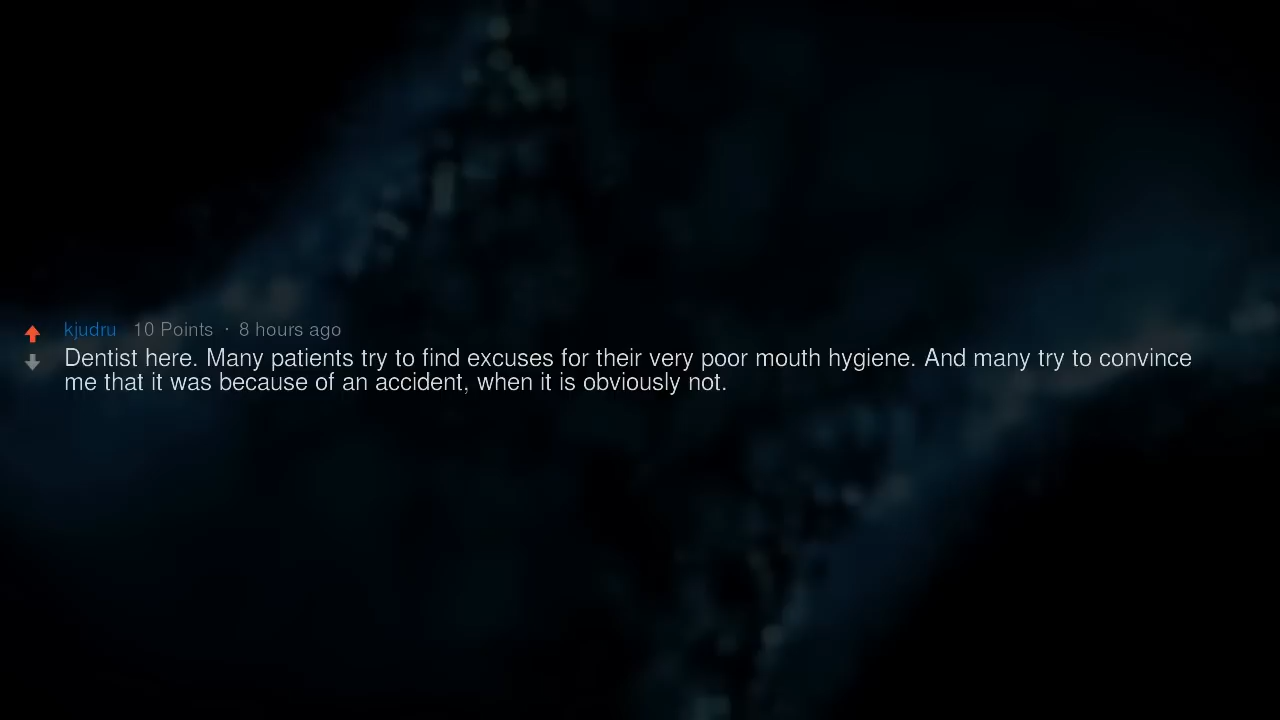 kjudru 10 Points · 8 hours ago
Dentist here. Many patients try to find excuses for their very poor mouth hygiene. And many try to convince
me that it was because of an accident, when it is obviously not.